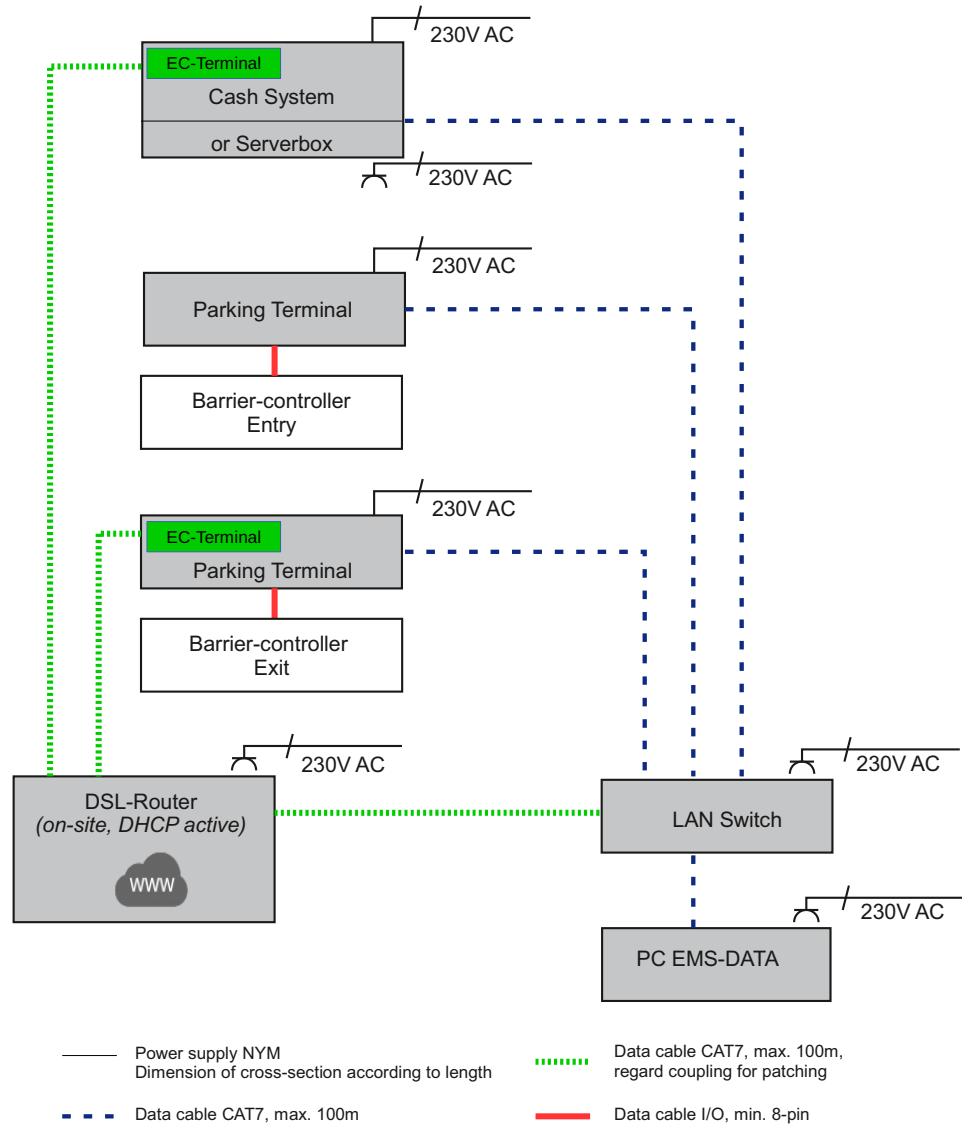 230V AC
EC-Terminal
Cash System
or Serverbox
230V AC
230V AC
Parking Terminal
Barrier-controller
Entry
230V AC
EC-Terminal
Parking Terminal
Barrier-controller
Exit
230V AC
230V AC
DSL-Router
(on-site, DHCP active)
WWW
LAN Switch
230V AC
PC EMS-DATA
Power supply NYM
Dimension of cross-section according to length
Data cable CAT7, max. 100m,
regard coupling for patching
Data cable CAT7, max. 100m
Data cable I/O, min. 8-pin